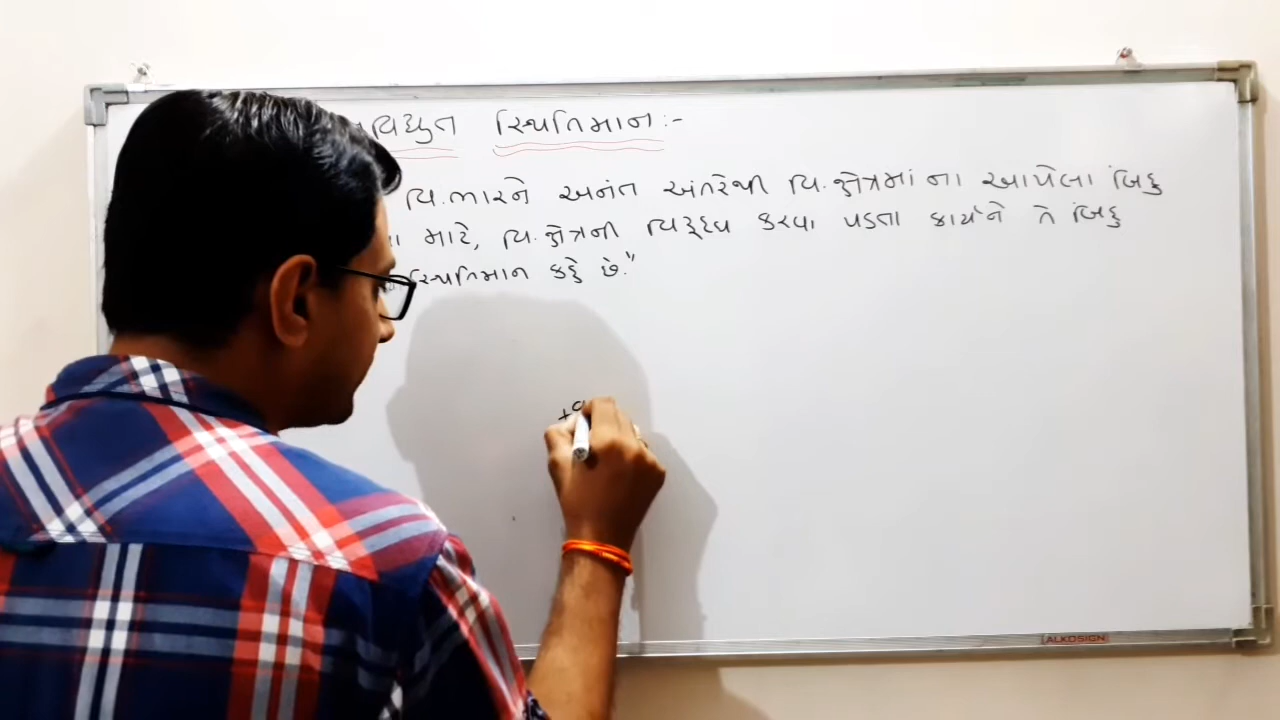 સ્થિતિમાન:-
વિ.ભારને અનંત અંતરેથી વિ.ક્ષેત્રમાંના આપેલા બિંદુ
માટે, વિ.ક્ષેત્રની વિરૂદ્ધ કરવા પડતા કાર્યને તે બિંદુ
સ્થિતિમાન કહે છે."
+q
ALKOSIGN